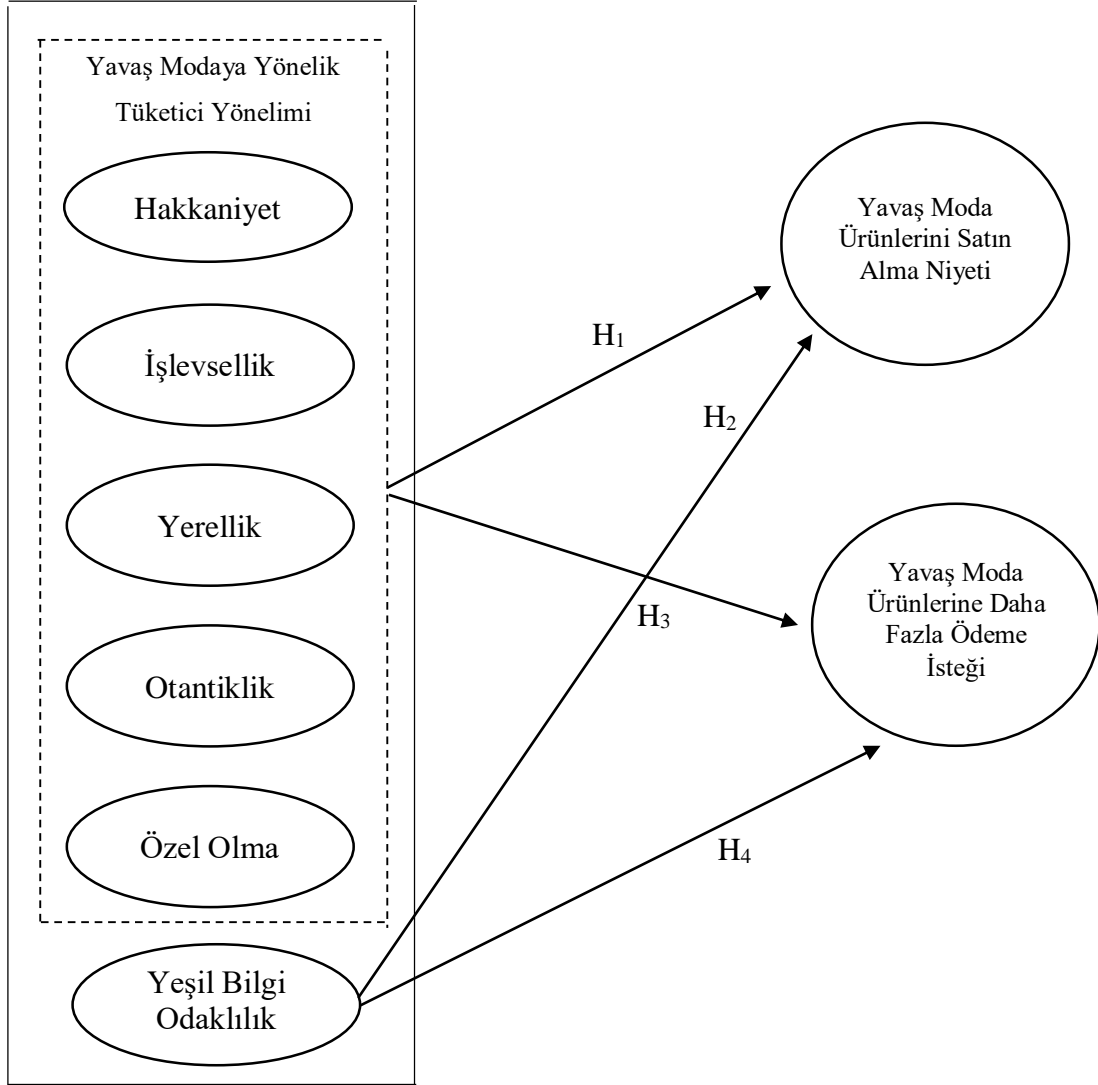 Yavaş Modaya Yönelik
Tüketici Yönelimi
Hakkaniyet
İşlevsellik
Yerellik
Otantiklik
Özel Olma
Yeşil Bilgi
Odaklılık
H₁
H₂
H₃
H₄
Yavaş Moda
Ürünlerini Satın
Alma Niyeti
Yavaş Moda
Ürünlerine Daha
Fazla Ödeme
İsteği